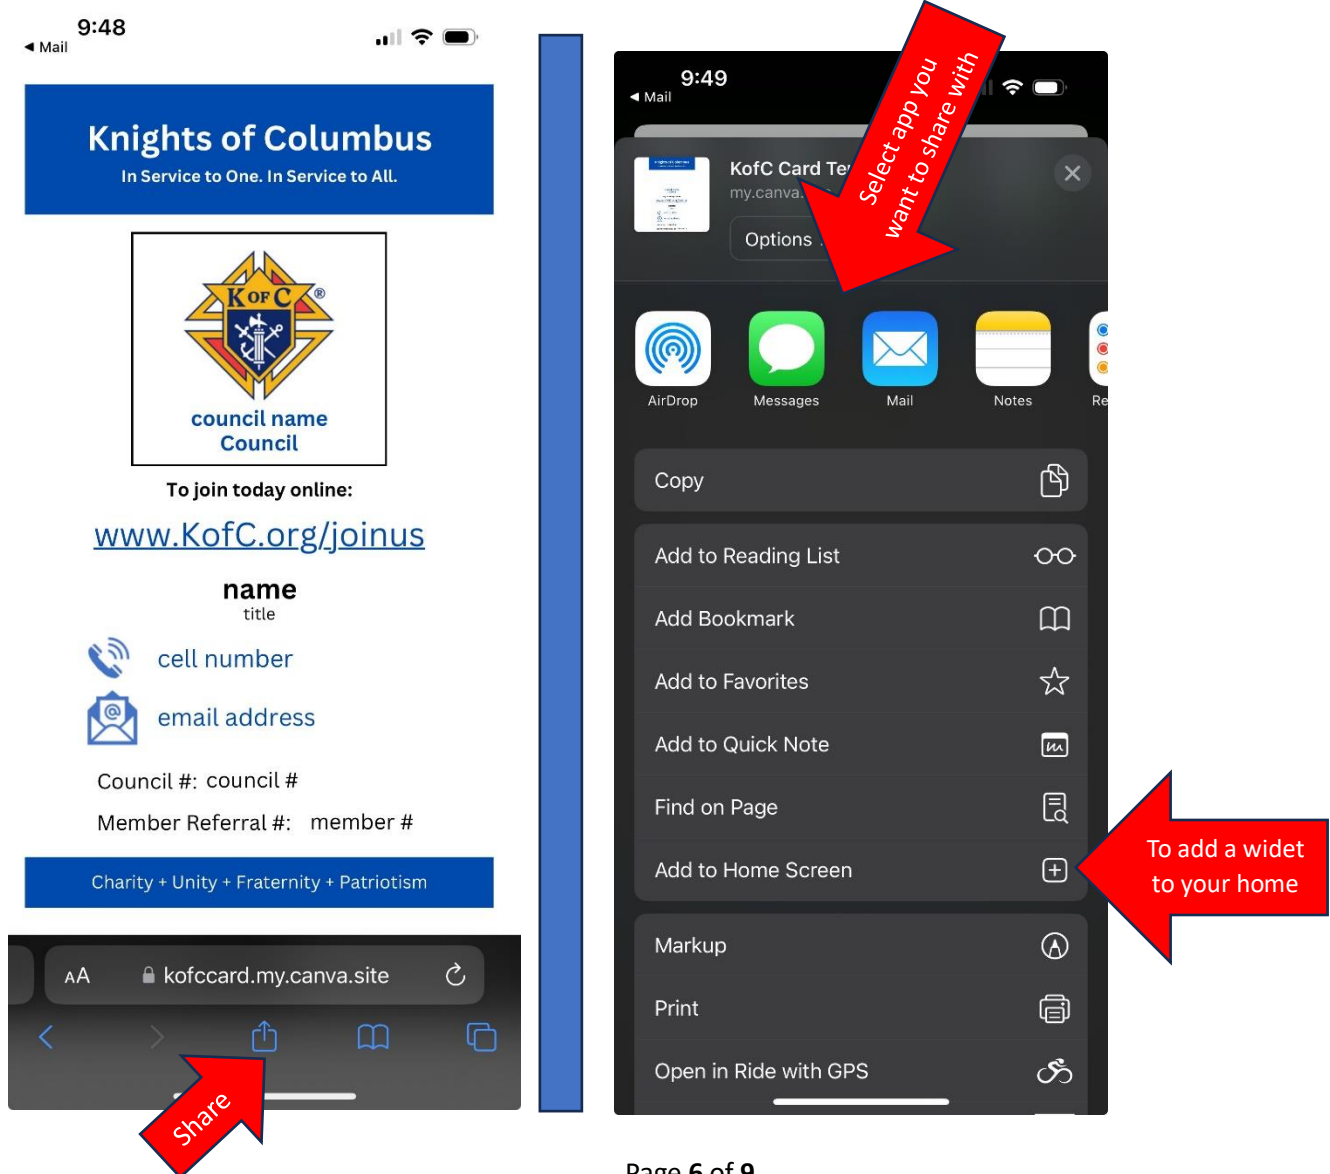 9:48
◀ Mail
Knights of Columbus
In Service to One. In Service to All.
K OF C ®
council name
Council
To join today online:
www.KofC.org/joinus
name
title
cell number
email address
Council #: council #
Member Referral #: member #
Charity + Unity + Fraternity + Patriotism
AA kofccard.my.canva.site
Share
9:49
◀ Mail
Select app you
want to share with
KofC Card Te
my.canva.
Options
AirDrop Messages Mail Notes Re
Copy
Add to Reading List
Add Bookmark
Add to Favorites
Add to Quick Note
Find on Page
Add to Home Screen
To add a widet
to your home
Markup
Print
Open in Ride with GPS
Page 6 of 9